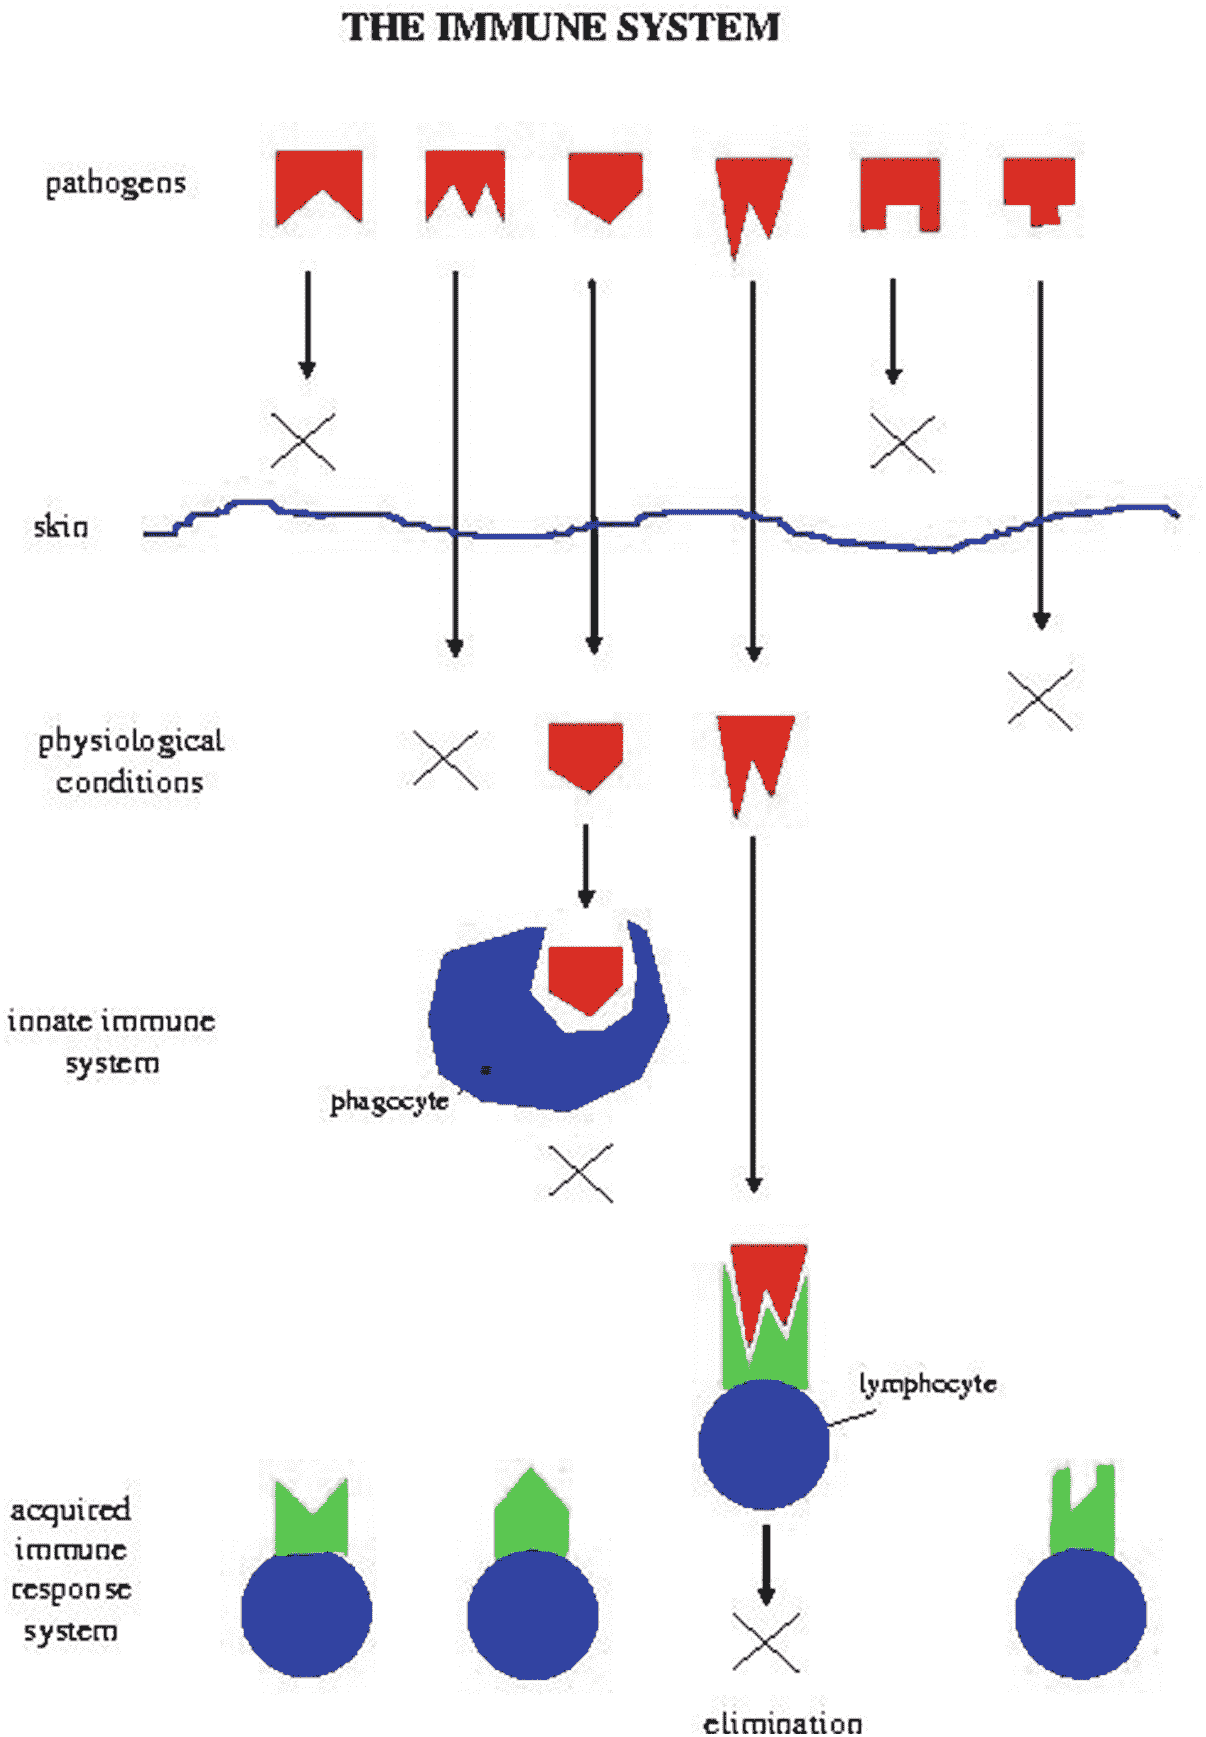 THE IMMUNE SYSTEM
pathogens
skin
physiological
conditions
innate immune
system
phagocyte
lymphocyte
acquired
immune
response
system
elimination